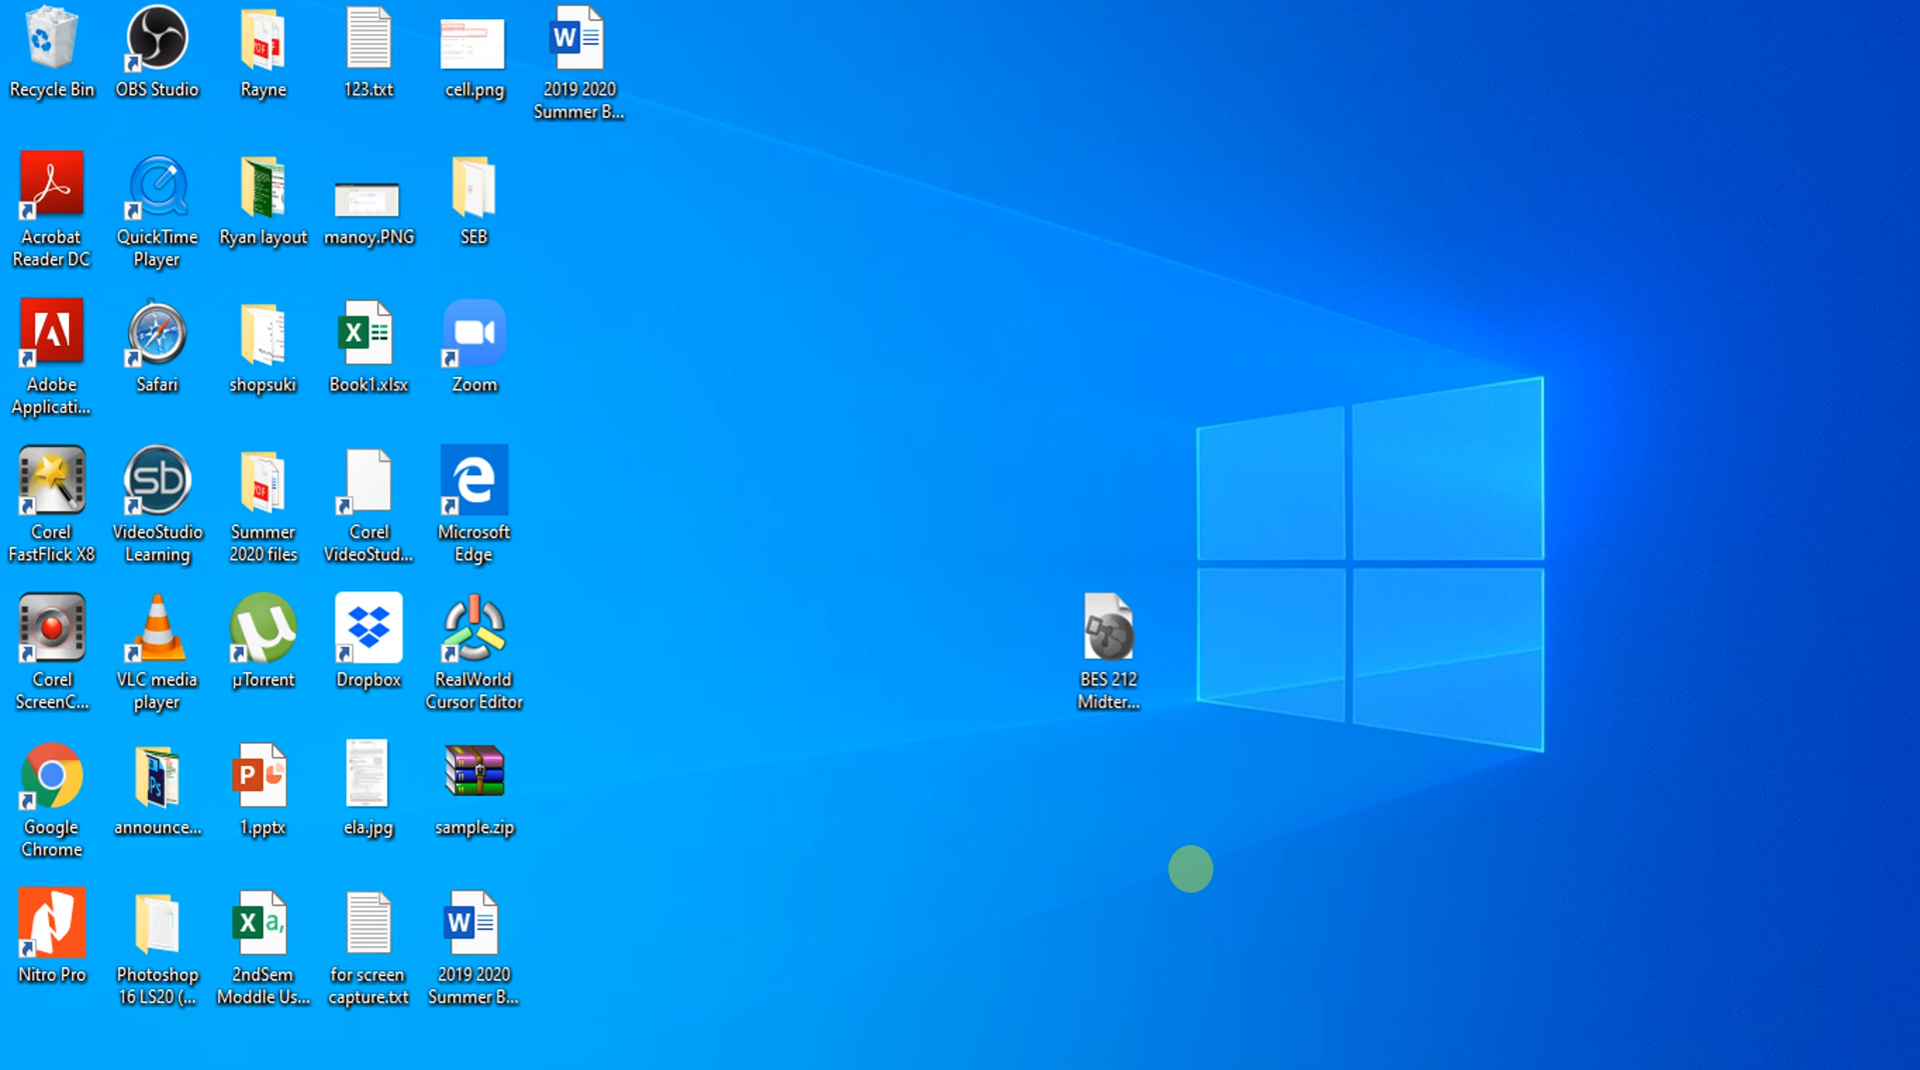 Recycle Bin
OBS Studio
Rayne
123.txt
cell.png
2019 2020
Summer B...
Acrobat
Reader DC
QuickTime
Player
Ryan layout
manoy.PNG
SEB
Adobe
Applicati...
Safari
shopsuki
Book1.xlsx
Zoom
Corel
FastFlick X8
VideoStudio
Learning
Summer
2020 files
Corel
VideoStud...
Microsoft
Edge
Corel
ScreenC...
VLC media
player
µTorrent
Dropbox
RealWorld
Cursor Editor
BES 212
Midter...
Google
Chrome
announce...
1.pptx
ela.jpg
sample.zip
Nitro Pro
Photoshop
16 LS20 (...
2ndSem
Moddle Us...
for screen
capture.txt
2019 2020
Summer B...